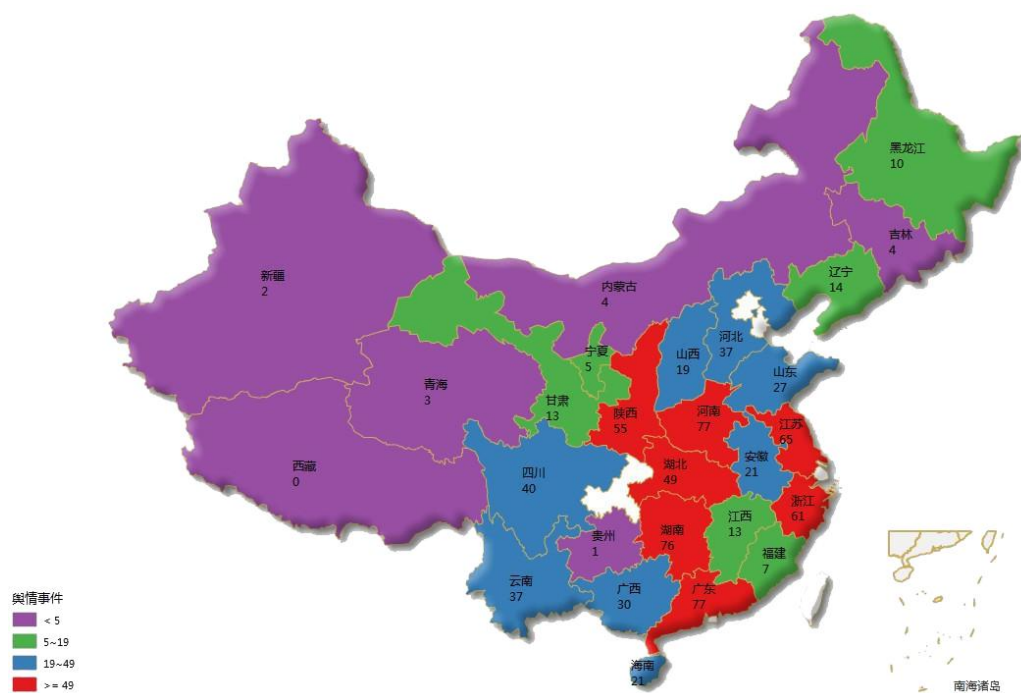 黑龙江
10
吉林
4
辽宁
14
新疆
2
内蒙古
4
河北
37
宁夏
5
山西
19
山东
27
青海
3
甘肃
13
陕西
55
河南
77
江苏
65
安徽
21
西藏
0
四川
40
湖北
49
浙江
61
江西
13
贵州
1
湖南
76
福建
7
云南
37
广西
30
广东
77
海南
21
舆情事件
< 5
5~19
19~49
>= 49
南海诸岛